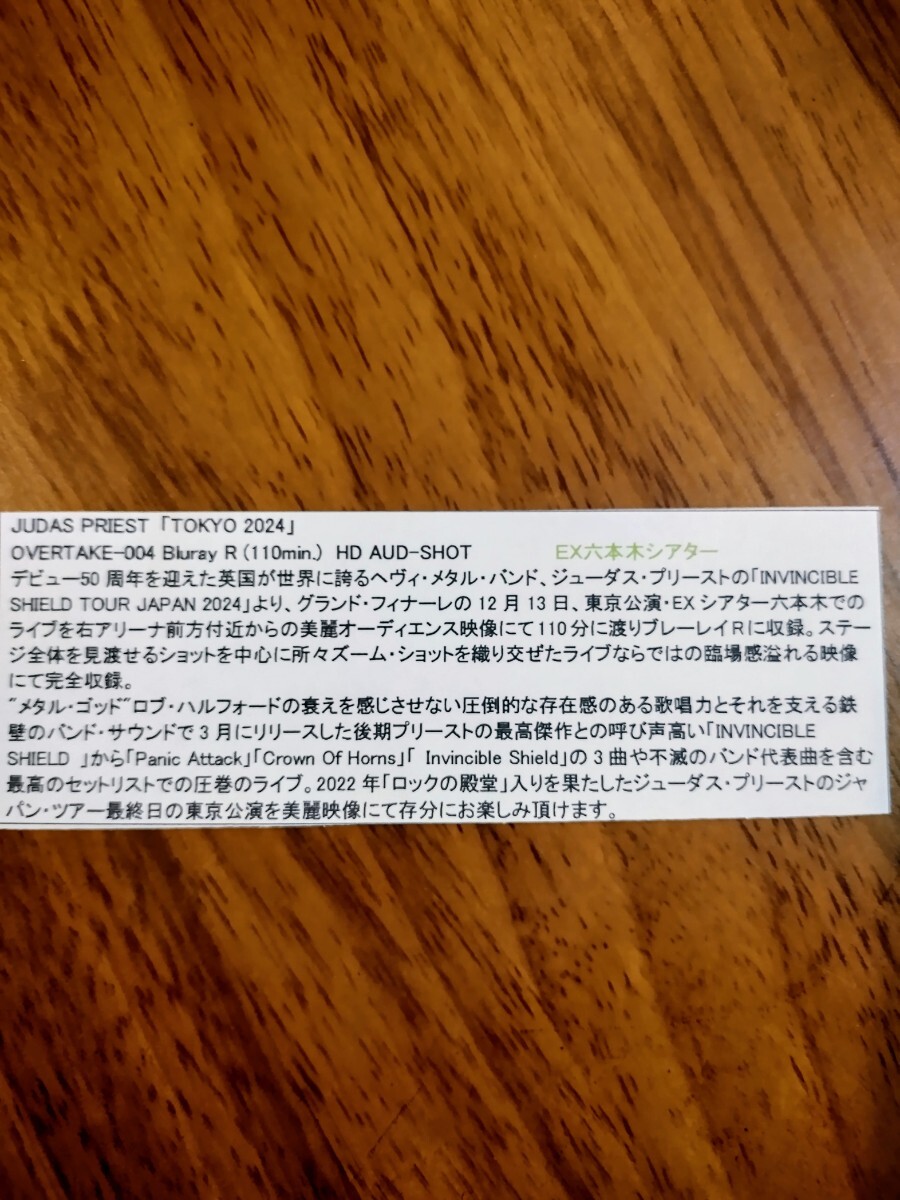 JUDAS PRIEST「TOKYO 2024」
OVERTAKE-004 Bluray R (110min.) HD AUD-SHOT EX六本木シアター
デビュー50 周年を迎えた英国が世界に誇るヘヴィ・メタル・バンド、ジューダス・プリーストの「INVINCIBLE
SHIELD TOUR JAPAN 2024」より、グランド・フィナーレの 12 月 13 日、東京公演・EX シアター六本木での
ライブを右アリーナ前方付近からの美麗オーディエンス映像にて 110 分に渡りブルーレイRに収録。ステー
ジ全体を見渡せるショットを中心に所々ズーム・ショットを織り交ぜたライブならではの臨場感溢れる映像
にて完全収録。
"メタル・ゴッド"ロブ・ハルフォードの衰えを感じさせない圧倒的な存在感のある歌唱力とそれを支える鉄
壁のバンド・サウンドで 3 月にリリースした後期プリーストの最高傑作との呼び声高い「INVINCIBLE
SHIELD 」から「Panic Attack」「Crown Of Horns」「 Invincible Shield」の 3 曲や不滅のバンド代表曲を含む
最高のセットリストでの圧巻のライブ。2022 年「ロックの殿堂」入りを果たしたジューダス・プリーストのジャ
パン・ツアー最終日の東京公演を美麗映像にて存分にお楽しみ頂けます。